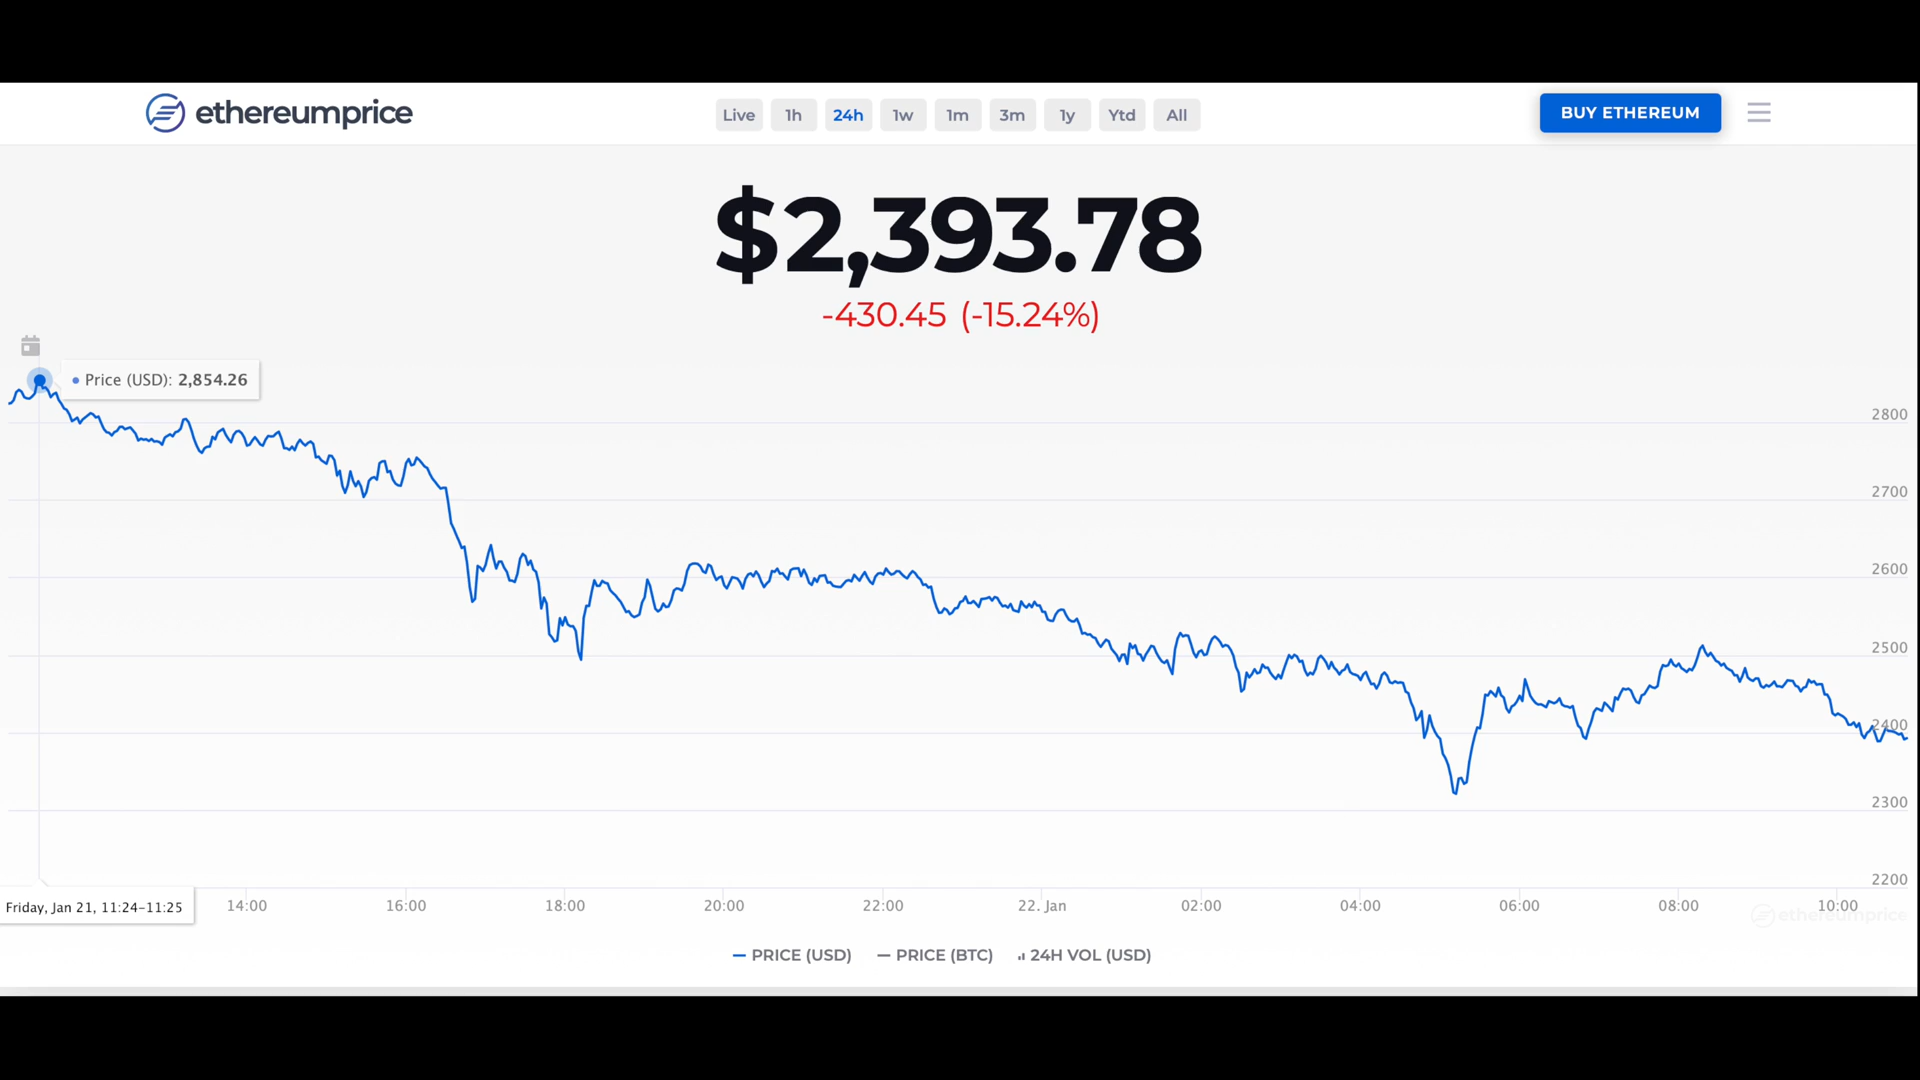 ethereumprice
Live 1h 24h 1w 1m 3m 1y Ytd All
BUY ETHEREUM
$2,393.78
-430.45 (-15.24%)
Price (USD): 2,854.26
2800
2700
2600
2500
2400
2300
2200
Friday, Jan 21, 11:24-11:25
14:00 16:00 18:00 20:00 22:00 22. Jan 02:00 04:00 06:00 08:00 10:00
ethereumprice
PRICE (USD) PRICE (BTC) 24H VOL (USD)